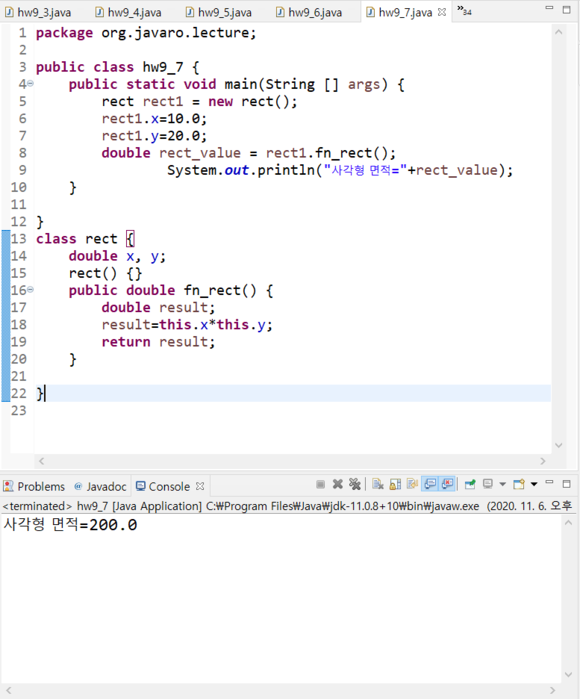 hw9_3.java hw9_4.java hw9_5.java hw9_6.java hw9_7.java »34
1 package org.javaro.lecture;
2
3 public class hw9_7 {
4 public static void main(String [] args) {
5 rect rect1 = new rect();
6 rect1.x=10.0;
7 rect1.y=20.0;
8 double rect_value = rect1.fn_rect();
9 System.out.println("사각형 면적="+rect_value);
10 }
11
12 }
13 class rect {
14 double x, y;
15 rect() {}
16 public double fn_rect() {
17 double result;
18 result=this.x*this.y;
19 return result;
20 }
21
22 }
23
Problems @ Javadoc Console
<terminated> hw9_7 [Java Application] C:₩Program Files₩Java₩jdk-11.0.8+10₩bin₩javaw.exe (2020. 11. 6. 오후
사각형 면적=200.0